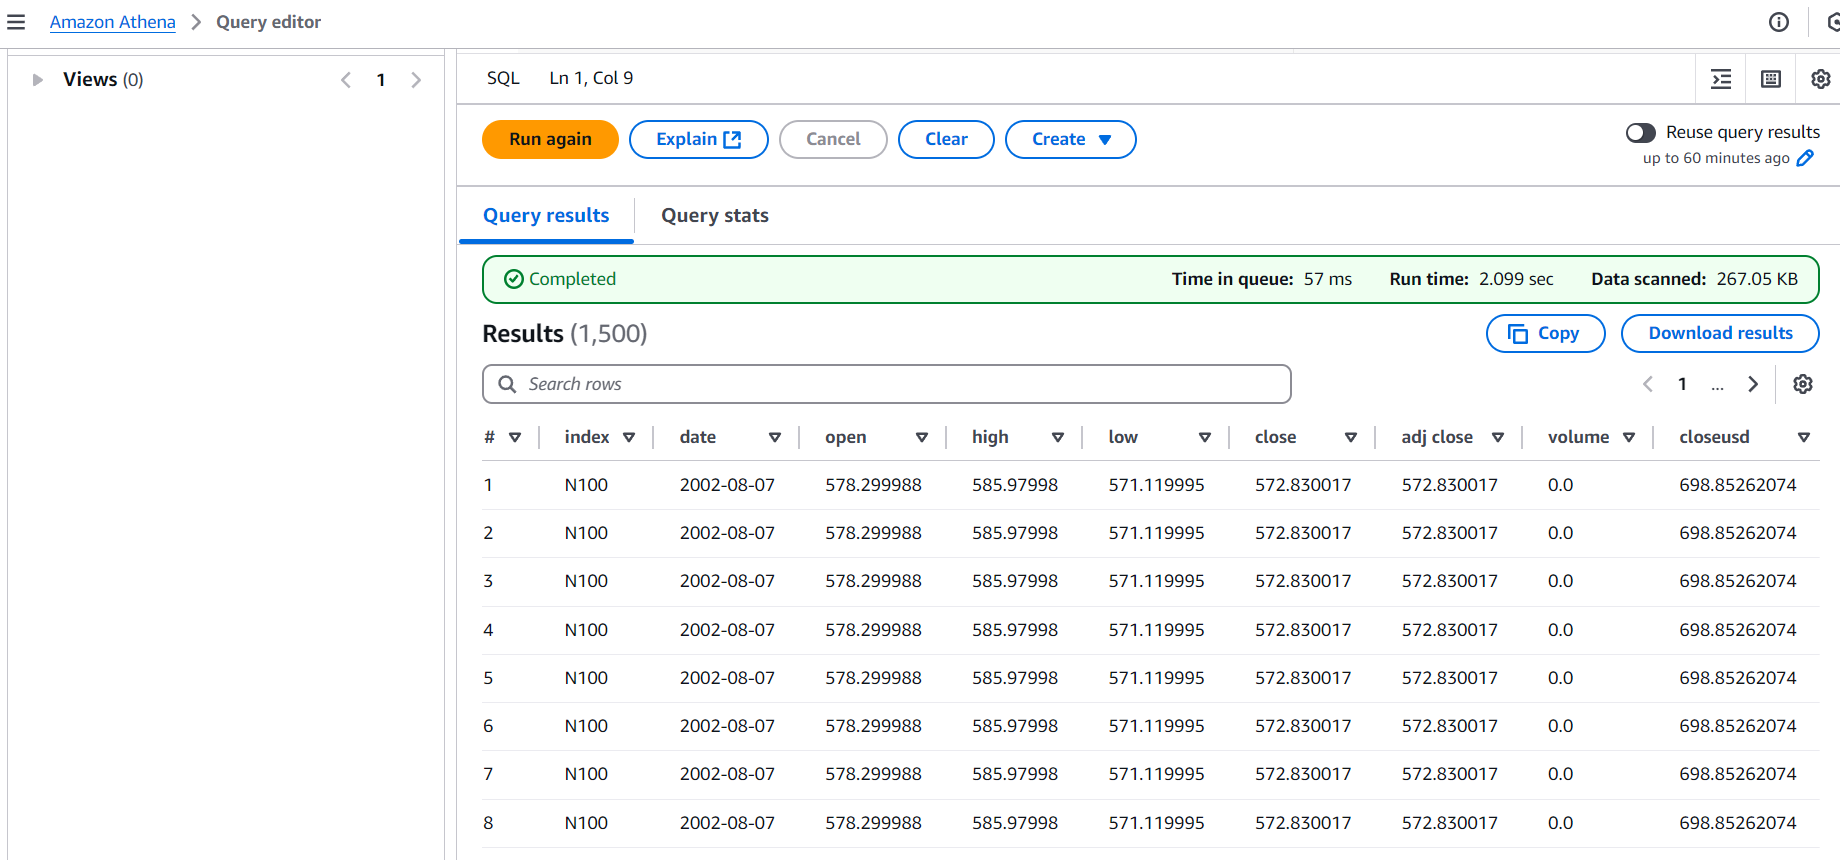 Amazon Athena > Query editor
Views (0) < 1 >
SQL Ln 1, Col 9
Run again Explain Cancel Clear Create
Reuse query results
up to 60 minutes ago
Query results Query stats
Completed Time in queue: 57 ms Run time: 2.099 sec Data scanned: 267.05 KB
Results (1,500) Copy Download results
Search rows < 1 ... >
# index date open high low close adj close volume closeusd
1 N100 2002-08-07 578.299988 585.97998 571.119995 572.830017 572.830017 0.0 698.85262074
2 N100 2002-08-07 578.299988 585.97998 571.119995 572.830017 572.830017 0.0 698.85262074
3 N100 2002-08-07 578.299988 585.97998 571.119995 572.830017 572.830017 0.0 698.85262074
4 N100 2002-08-07 578.299988 585.97998 571.119995 572.830017 572.830017 0.0 698.85262074
5 N100 2002-08-07 578.299988 585.97998 571.119995 572.830017 572.830017 0.0 698.85262074
6 N100 2002-08-07 578.299988 585.97998 571.119995 572.830017 572.830017 0.0 698.85262074
7 N100 2002-08-07 578.299988 585.97998 571.119995 572.830017 572.830017 0.0 698.85262074
8 N100 2002-08-07 578.299988 585.97998 571.119995 572.830017 572.830017 0.0 698.85262074